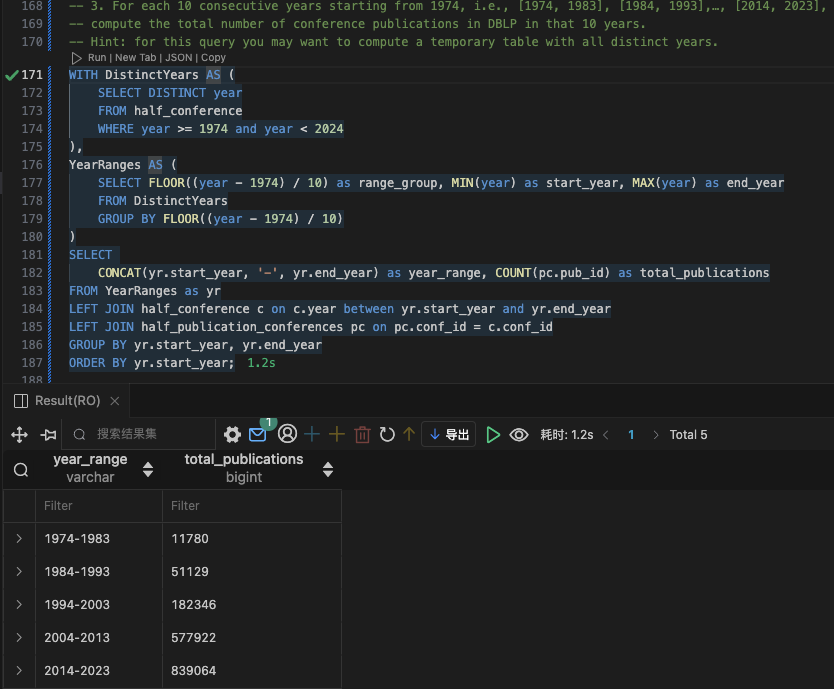 168 -- 3. For each 10 consecutive years starting from 1974, i.e., [1974, 1983], [1984, 1993],…, [2014, 2023],
169 -- compute the total number of conference publications in DBLP in that 10 years.
170 -- Hint: for this query you may want to compute a temporary table with all distinct years.
Run | New Tab | JSON | Copy
171 WITH DistinctYears AS (
172 SELECT DISTINCT year
173 FROM half_conference
174 WHERE year >= 1974 and year < 2024
175 ),
176 YearRanges AS (
177 SELECT FLOOR((year - 1974) / 10) as range_group, MIN(year) as start_year, MAX(year) as end_year
178 FROM DistinctYears
179 GROUP BY FLOOR((year - 1974) / 10)
180 )
181 SELECT
182 CONCAT(yr.start_year, '-', yr.end_year) as year_range, COUNT(pc.pub_id) as total_publications
183 FROM YearRanges as yr
184 LEFT JOIN half_conference c on c.year between yr.start_year and yr.end_year
185 LEFT JOIN half_publication_conferences pc on pc.conf_id = c.conf_id
186 GROUP BY yr.start_year, yr.end_year
187 ORDER BY yr.start_year; 1.2s
188
Result(RO)
搜索结果集 1 导出 耗时: 1.2s 1 Total 5
year_range total_publications
varchar bigint
Filter Filter
1974-1983 11780
1984-1993 51129
1994-2003 182346
2004-2013 577922
2014-2023 839064